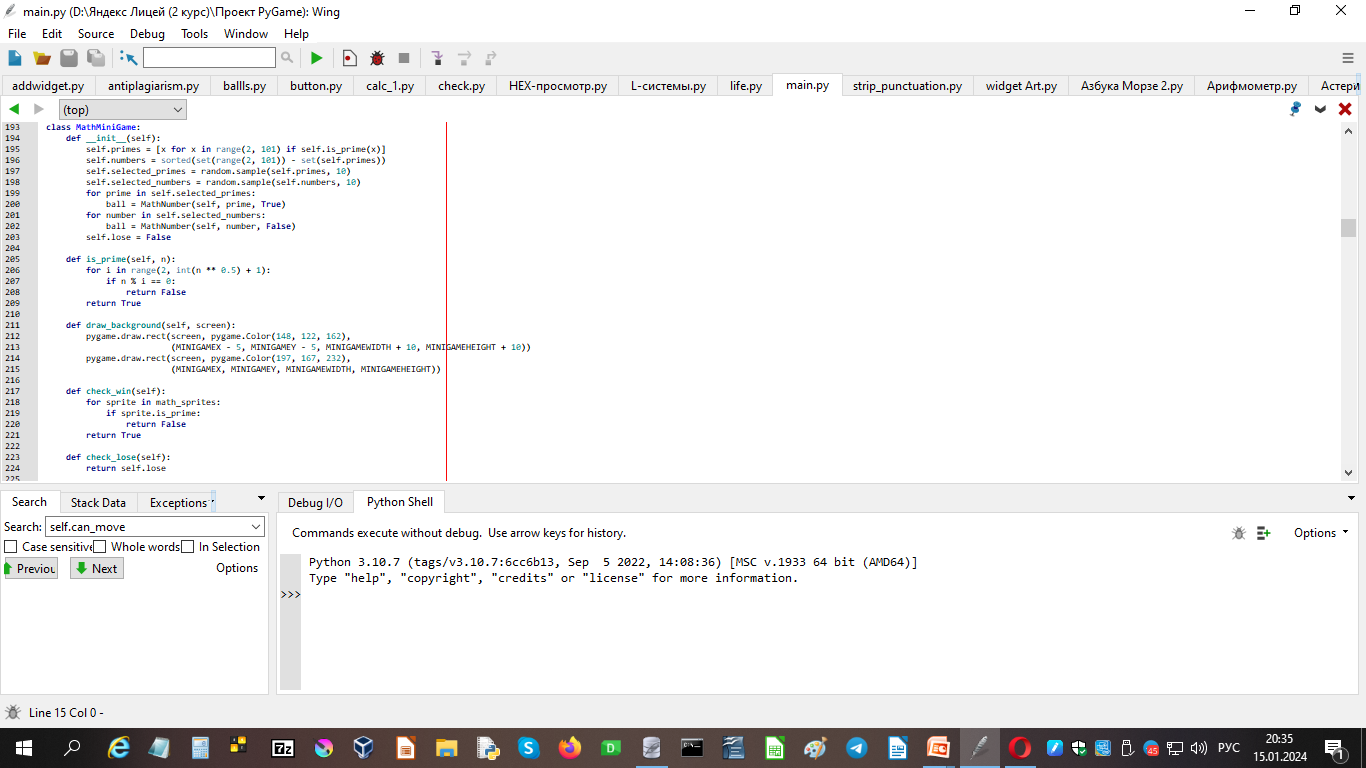 main.py (D:\Яндекс Лицей (2 курс)\Проект PyGame): Wing
File Edit Source Debug Tools Window Help
addwidget.py antiplagiarism.py ballls.py button.py calc_1.py check.py HEX-просмотр.py L-системы.py life.py main.py strip_punctuation.py widget Art.py Азбука Морзе 2.py Арифмометр.py Астери
(top)
193 class MathMiniGame:
194     def __init__(self):
195         self.primes = [x for x in range(2, 101) if self.is_prime(x)]
196         self.numbers = sorted(set(range(2, 101)) - set(self.primes))
197         self.selected_primes = random.sample(self.primes, 10)
198         self.selected_numbers = random.sample(self.numbers, 10)
199         for prime in self.selected_primes:
200             ball = MathNumber(self, prime, True)
201         for number in self.selected_numbers:
202             ball = MathNumber(self, number, False)
203         self.lose = False
204
205     def is_prime(self, n):
206         for i in range(2, int(n ** 0.5) + 1):
207             if n % i == 0:
208                 return False
209         return True
210
211     def draw_background(self, screen):
212         pygame.draw.rect(screen, pygame.Color(148, 122, 162),
213                          (MINIGAMEX - 5, MINIGAMEY - 5, MINIGAMEWIDTH + 10, MINIGAMEHEIGHT + 10))
214         pygame.draw.rect(screen, pygame.Color(197, 167, 232),
215                          (MINIGAMEX, MINIGAMEY, MINIGAMEWIDTH, MINIGAMEHEIGHT))
216
217     def check_win(self):
218         for sprite in math_sprites:
219             if sprite.is_prime:
220                 return False
221         return True
222
223     def check_lose(self):
224         return self.lose
225
Search Stack Data Exceptions
Search: self.can_move
Case sensitive Whole words In Selection
Previou Next Options
Debug I/O Python Shell
Commands execute without debug.  Use arrow keys for history.
Options
Python 3.10.7 (tags/v3.10.7:6cc6b13, Sep  5 2022, 14:08:36) [MSC v.1933 64 bit (AMD64)]
Type "help", "copyright", "credits" or "license" for more information.
>>>
Line 15 Col 0 -
7z
45
РУС
20:35
15.01.2024
1